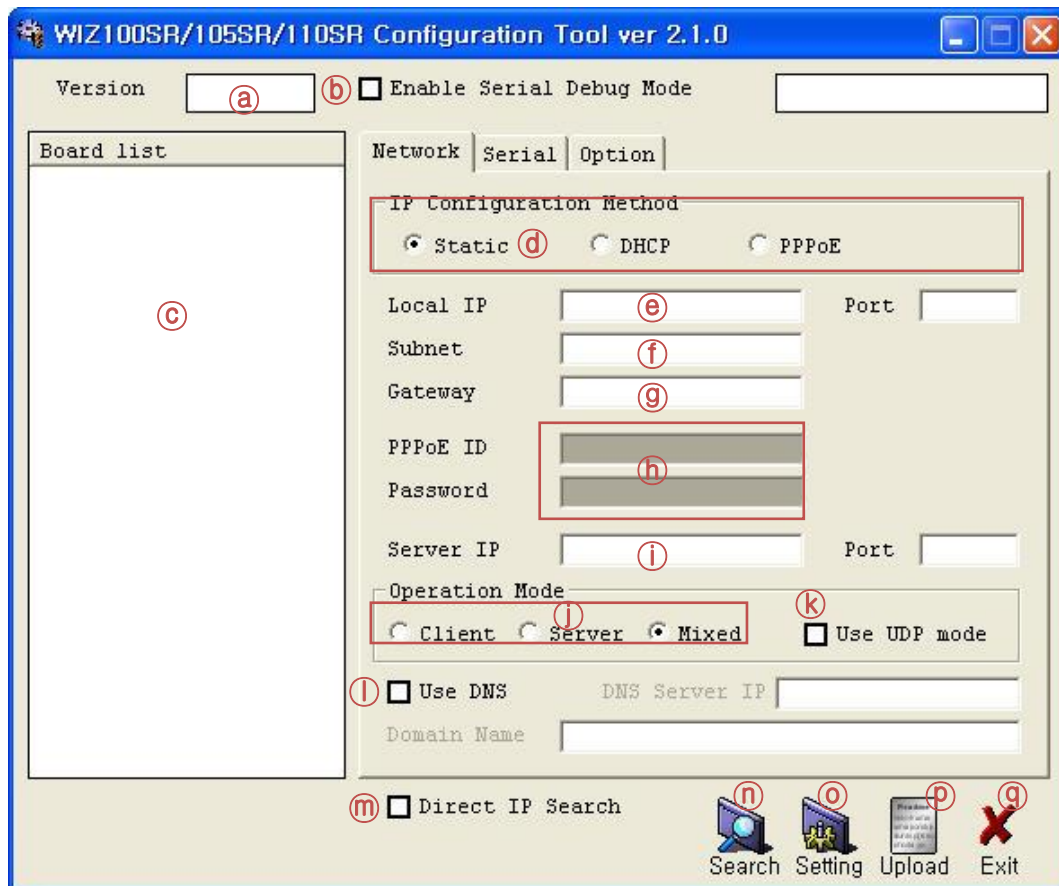 WIZ100SR/105SR/110SR Configuration Tool ver 2.1.0
Version ⓐ ⓑ Enable Serial Debug Mode
Board list
ⓒ
Network Serial Option
IP Configuration Method
Static ⓓ DHCP PPPoE
Local IP ⓔ Port
Subnet ⓕ
Gateway ⓖ
PPPoE ID
ⓗ
Password
Server IP ⓘ Port
Operation Mode
ⓙ ⓚ
Client Server Mixed Use UDP mode
ⓛ Use DNS DNS Server IP
Domain Name
ⓜ Direct IP Search
ⓝ ⓞ ⓟ ⓠ
Search Setting Upload Exit